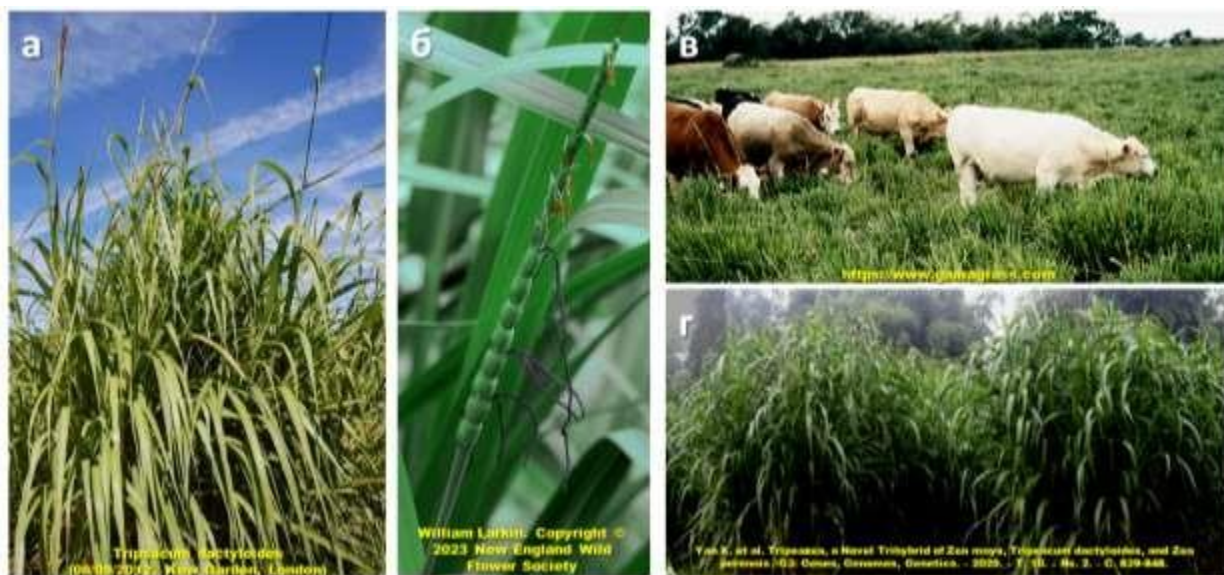 а
Tripsacum dactyloides
(08/09/2012, Kew Garden, London)
б
William Larkin. Copyright ©
2023 New England Wild
Flower Society
в
https://www.gamagrass.com
г
Yan X. et al. Tripsazea, a Novel Trihybrid of Zea mays, Tripsacum dactyloides, and Zea
perennis. G3: Genes, Genomes, Genetics. - 2020. - Т. 10. - No. 2. - С. 839-848.